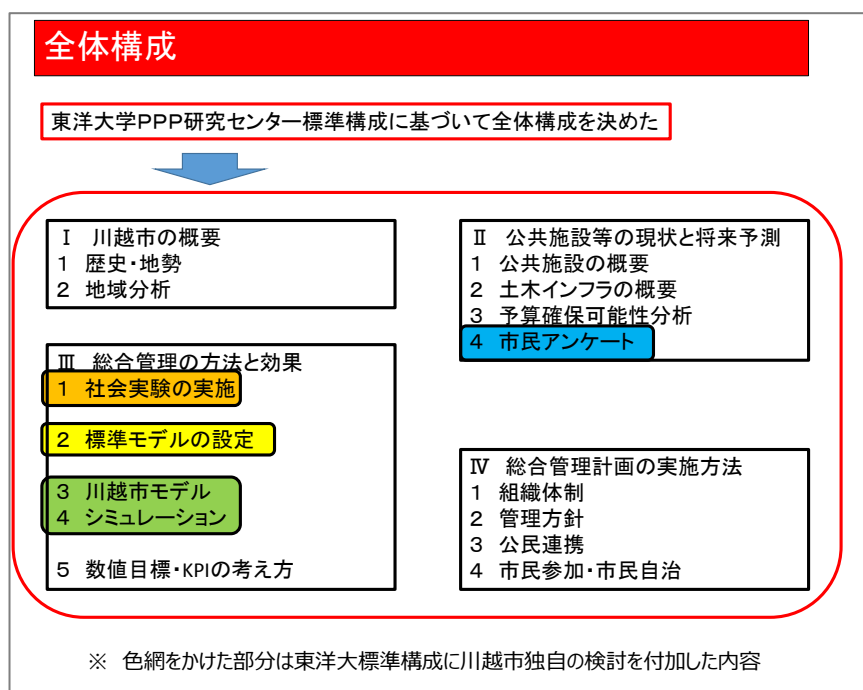 全体構成
東洋大学PPP研究センター標準構成に基づいて全体構成を決めた
Ⅰ 川越市の概要
1 歴史・地勢
2 地域分析
Ⅱ 公共施設等の現状と将来予測
1 公共施設の概要
2 土木インフラの概要
3 予算確保可能性分析
4 市民アンケート
Ⅲ 総合管理の方法と効果
1 社会実験の実施
2 標準モデルの設定
3 川越市モデル
4 シミュレーション
5 数値目標・KPIの考え方
Ⅳ 総合管理計画の実施方法
1 組織体制
2 管理方針
3 公民連携
4 市民参加・市民自治
※ 色網をかけた部分は東洋大標準構成に川越市独自の検討を付加した内容